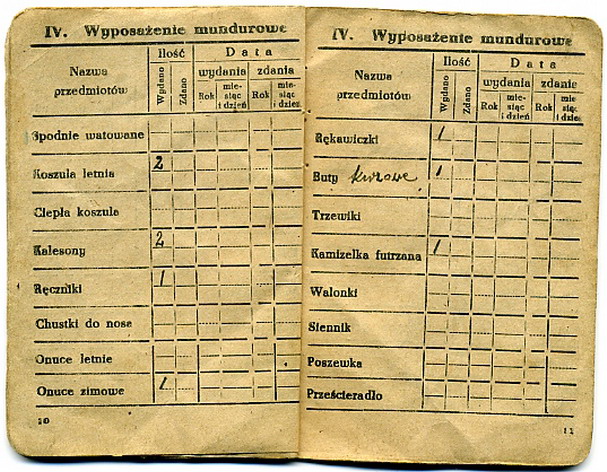 IV. Wyposażenie mundurowe
Nazwa przedmiotów
Ilość
Data
Wydano
Zdano
wydania
zdania
Rok
mie-
siąc
i dzień
Rok
mie-
siąc
i dzień
Spodnie watowane
Koszula letnia 2
Ciepła koszula
Kalesony 2
Ręczniki 1
Chustki do nose
Onuce letnie
Onuce zimowe 1
10
IV. Wyposażenie mundurowe
Nazwa przedmiotów
Ilość
Data
Wydano
Zdano
wydania
zdanie
Rok
mie-
siąc
i dzień
Rok
mie-
siąc
i dzień
Rękawiczki 1
Buty 1
Trzewiki
Kamizelka futrzana 1
Walonki
Siennik
Poszewka
Prześcieradło
11